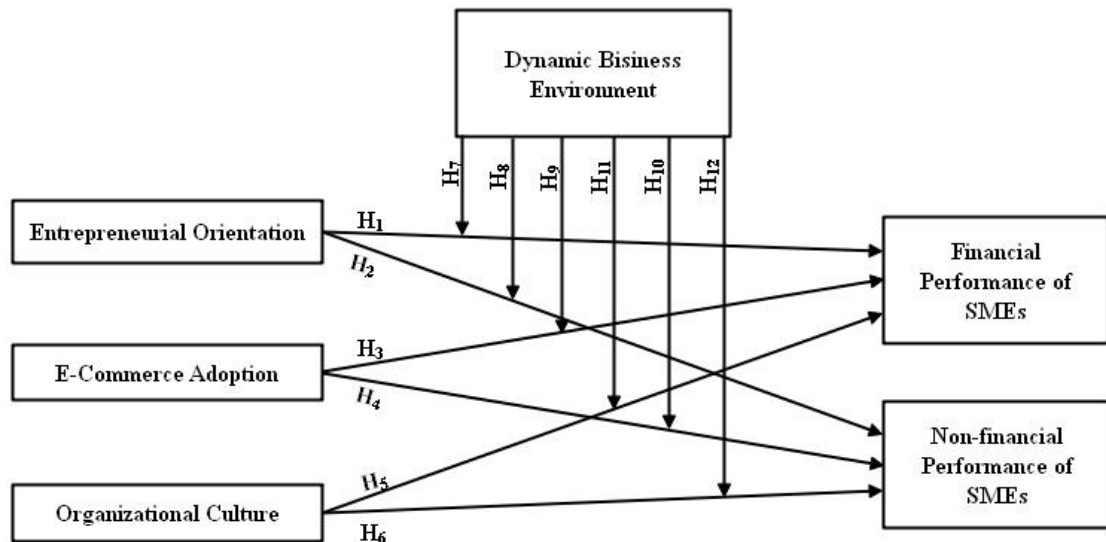 Dynamic Bisiness
Environment
H7
H8
H9
H11
H10
H12
Entrepreneurial Orientation
H1
H2
Financial
Performance of
SMEs
E-Commerce Adoption
H3
H4
Non-financial
Performance of
SMEs
Organizational Culture
H5
H6